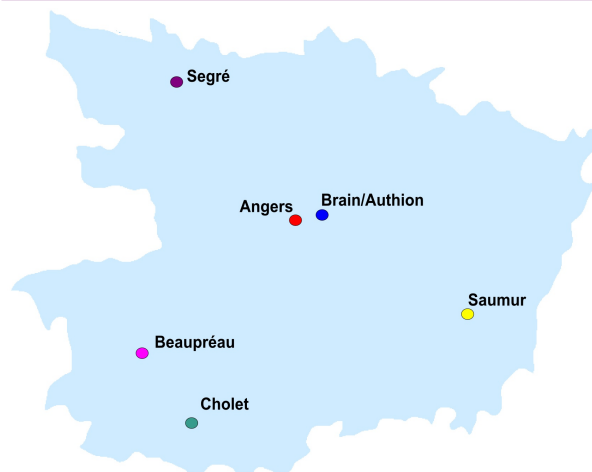 Segré
Brain/Authion
Angers
Saumur
Beaupréau
Cholet